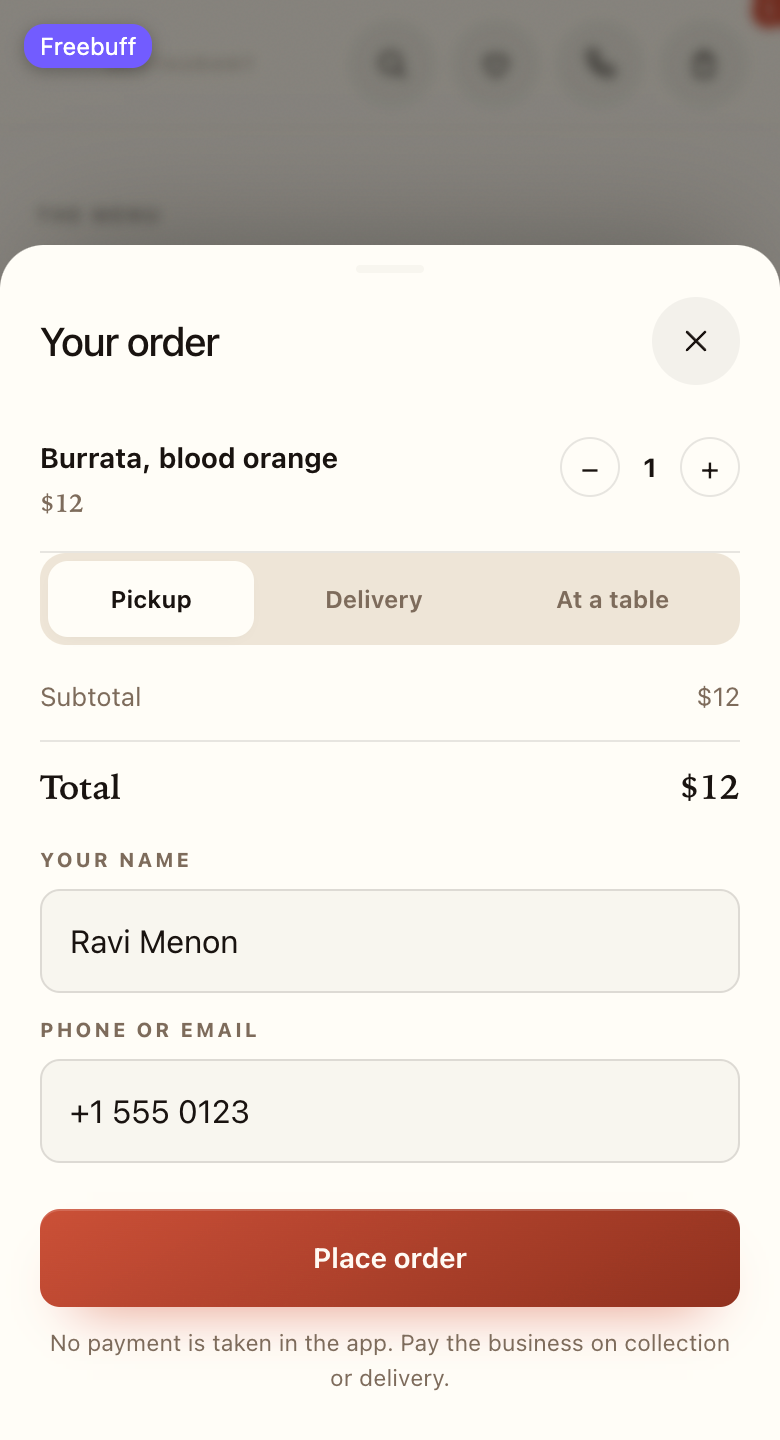 Freebuff
THE MENU
Your order
Burrata, blood orange
$12
− 1 +
Pickup Delivery At a table
Subtotal $12
Total $12
YOUR NAME
Ravi Menon
PHONE OR EMAIL
+1 555 0123
Place order
No payment is taken in the app. Pay the business on collection
or delivery.